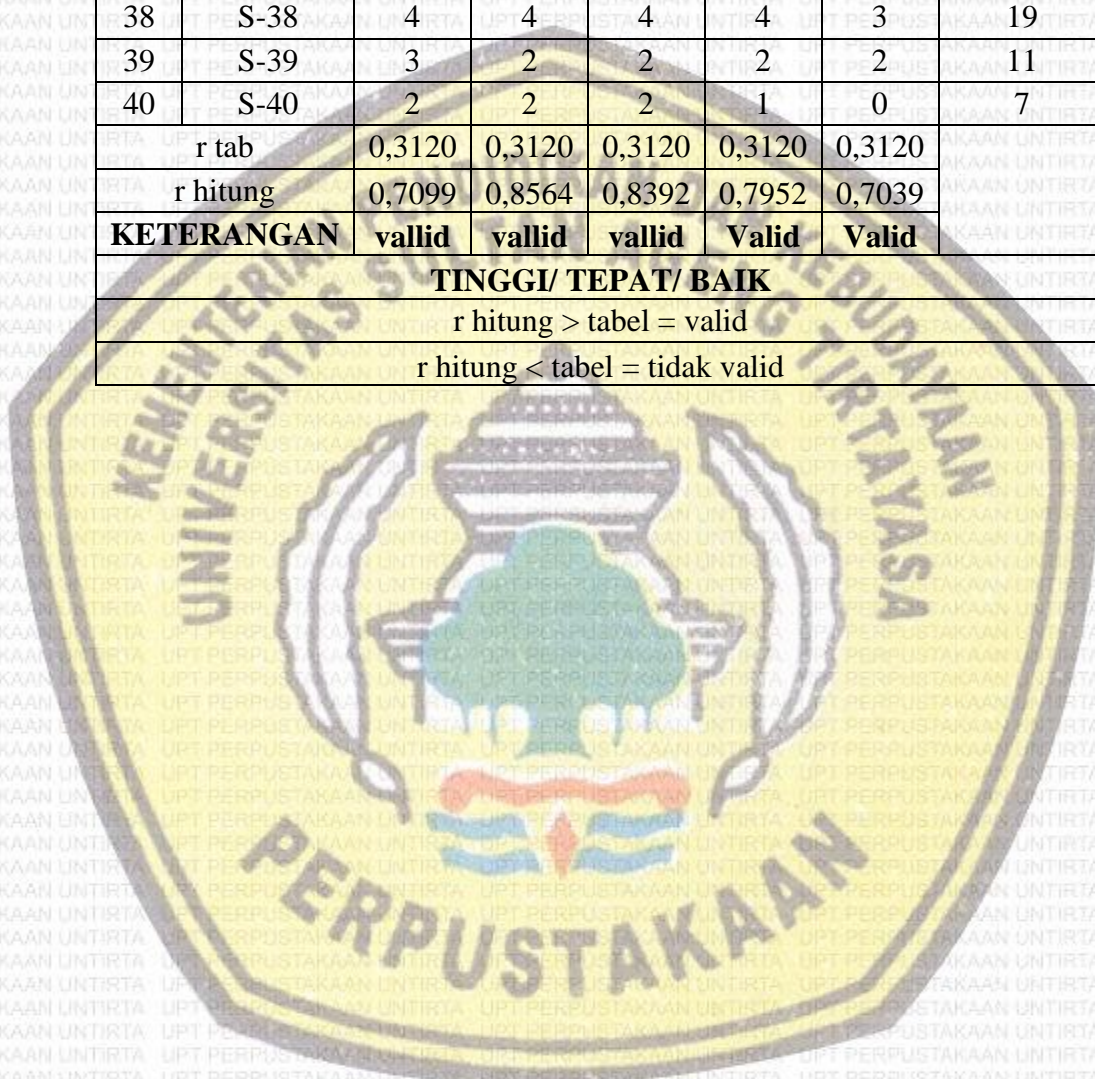 38 S-38 4 4 4 4 3 19
39 S-39 3 2 2 2 2 11
40 S-40 2 2 2 1 0 7
r tab 0,3120 0,3120 0,3120 0,3120 0,3120
r hitung 0,7099 0,8564 0,8392 0,7952 0,7039
KETERANGAN vallid vallid vallid Valid Valid
TINGGI/ TEPAT/ BAIK
r hitung > tabel = valid
r hitung < tabel = tidak valid
KEMENTERIAN PENDIDIKAN DAN KEBUDAYAAN
UNIVERSITAS SULTAN AGENG TIRTAYASA
PERPUSTAKAAN
UPT PERPUSTAKAAN UNTIRTA